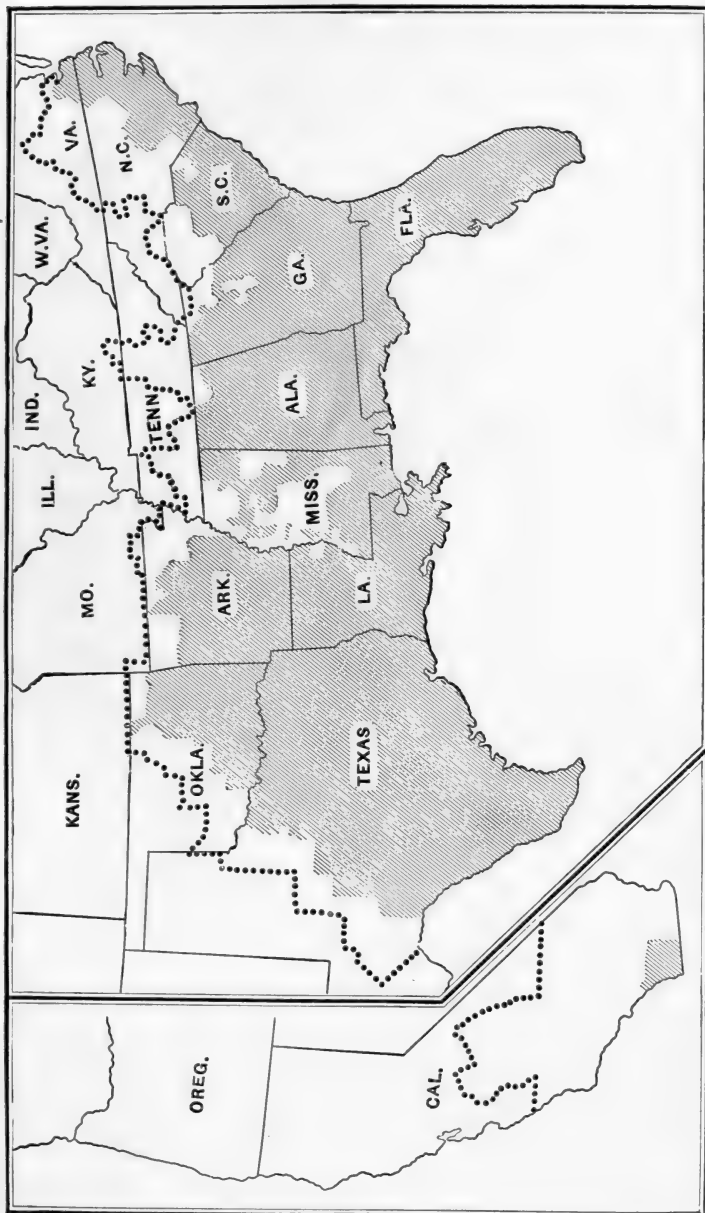 VA.
W.VA.
N.C.
S.C.
KY.
IND.
ILL.
TENN.
GA.
FLA.
ALA.
MISS.
MO.
ARK.
LA.
KANS.
OKLA.
TEXAS
OREG.
CAL.